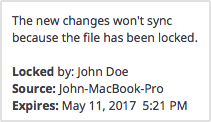 The new changes won't sync
because the file has been locked.
Locked by: John Doe
Source: John-MacBook-Pro
Expires: May 11, 2017  5:21 PM